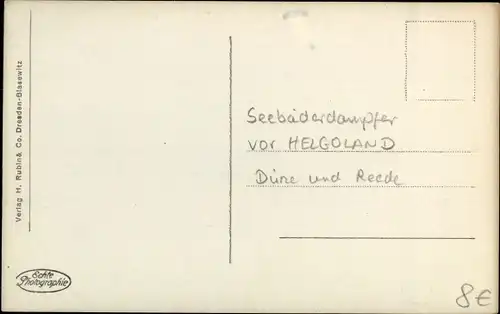 Verlag H. Rubin& Co. Dresden-Blasewitz
Seebäderdampfer
vor HELGOLAND
Düne und Reede
Echte
Photographie
8€